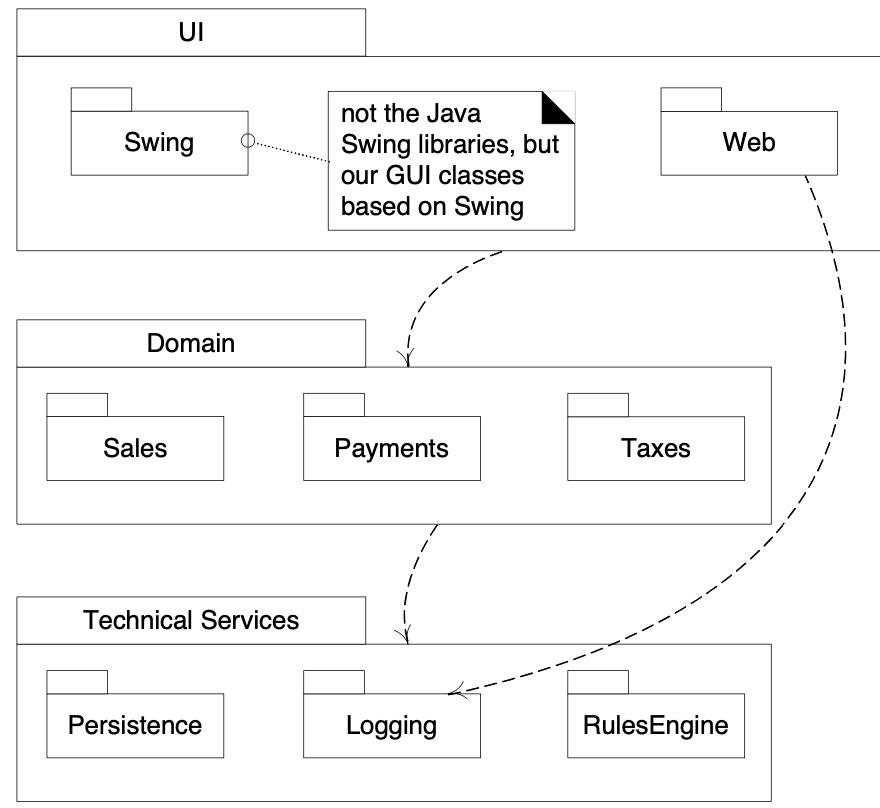 UI
Swing
not the Java
Swing libraries, but
our GUI classes
based on Swing
Web
Domain
Sales
Payments
Taxes
Technical Services
Persistence
Logging
RulesEngine